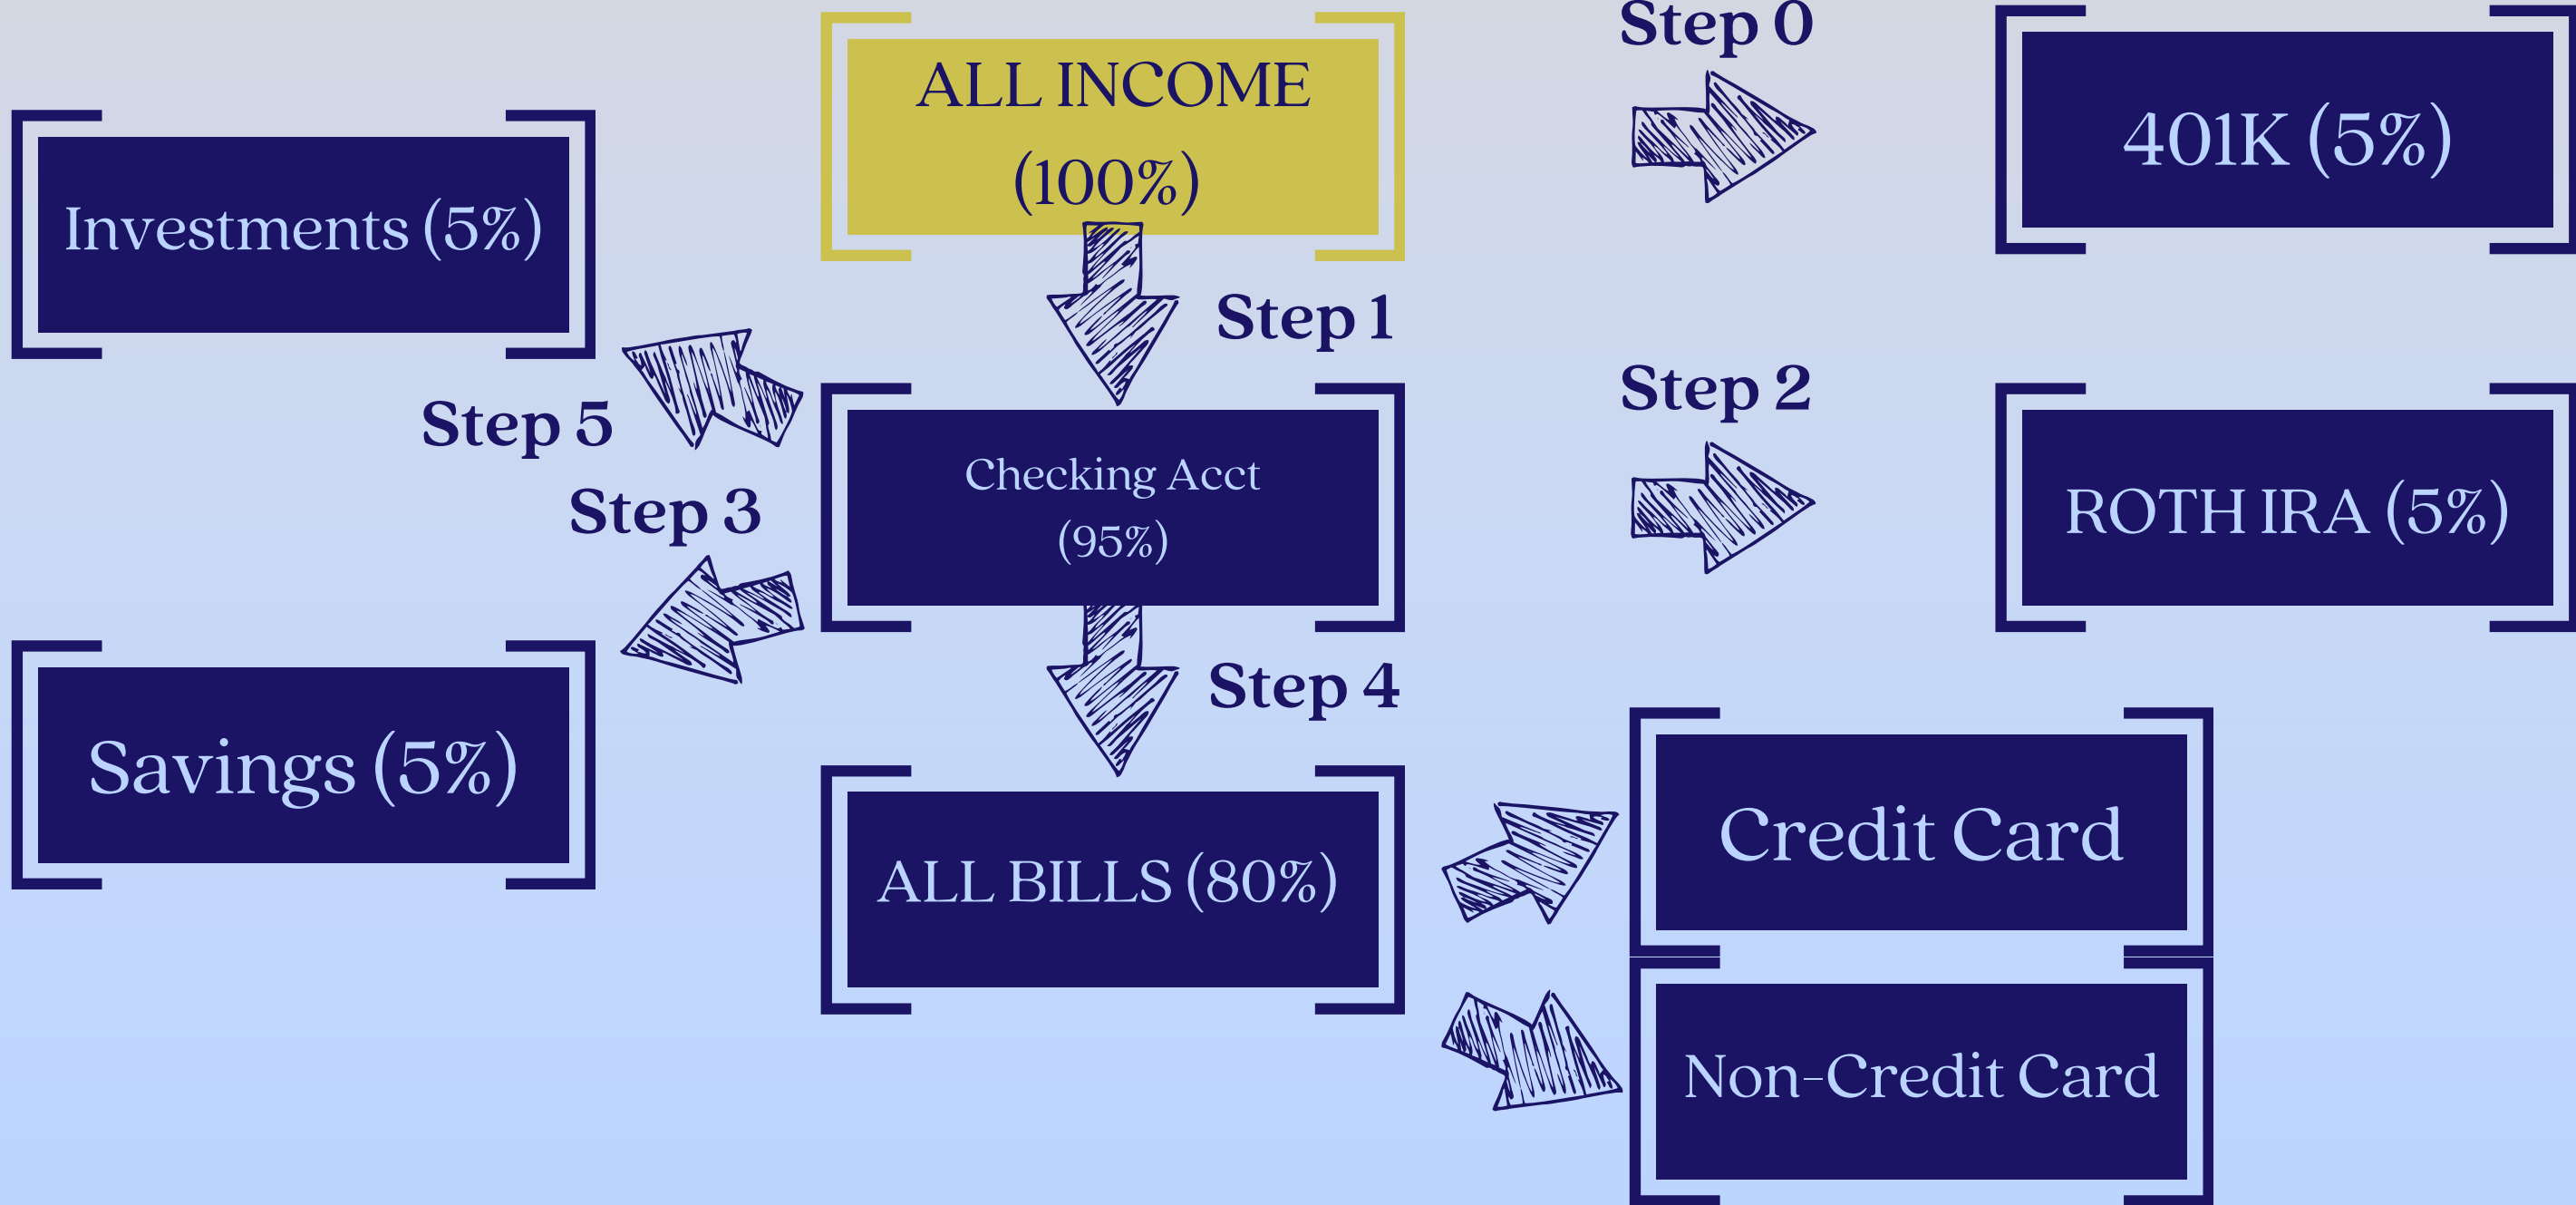 Step 0
ALL INCOME
(100%)
401K (5%)
Investments (5%)
Step 1
Step 2
Step 5
Checking Acct
(95%)
Step 3
ROTH IRA (5%)
Step 4
Savings (5%)
ALL BILLS (80%)
Credit Card
Non-Credit Card